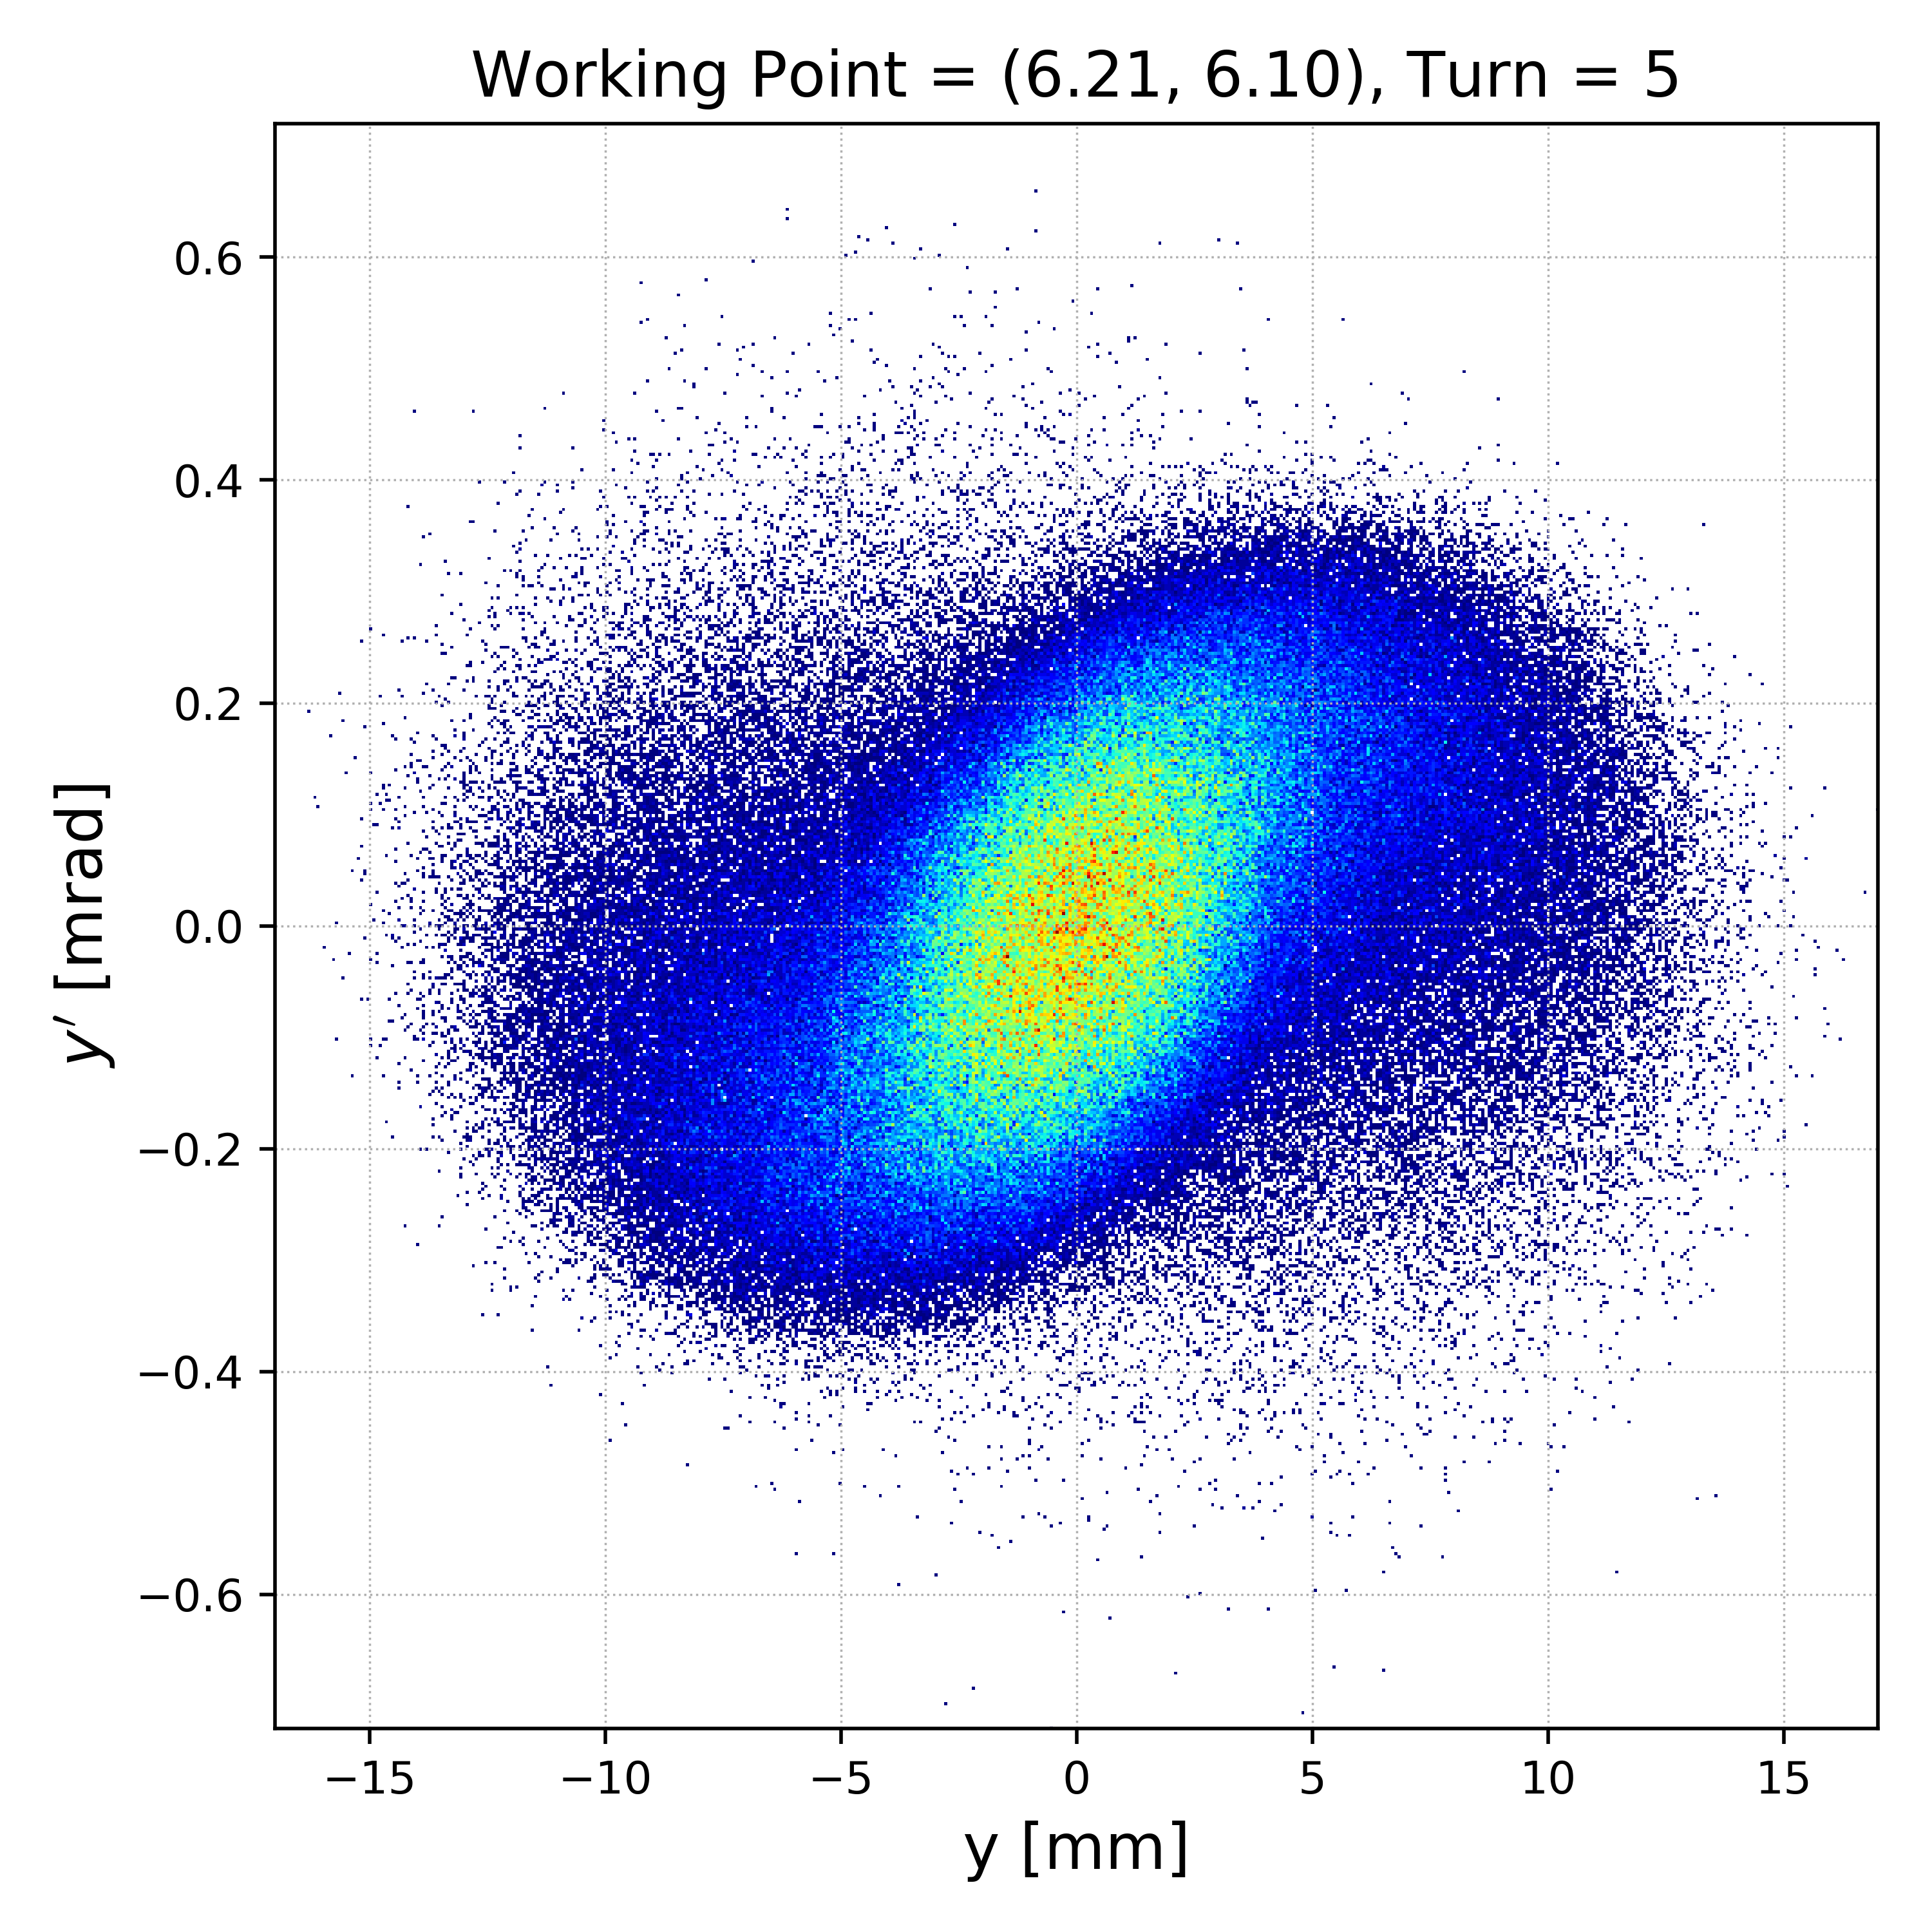 Working Point = (6.21, 6.10), Turn = 5
0.6
0.4
0.2
0.0
−0.2
−0.4
−0.6
y′ [mrad]
−15 −10 −5 0 5 10 15
y [mm]